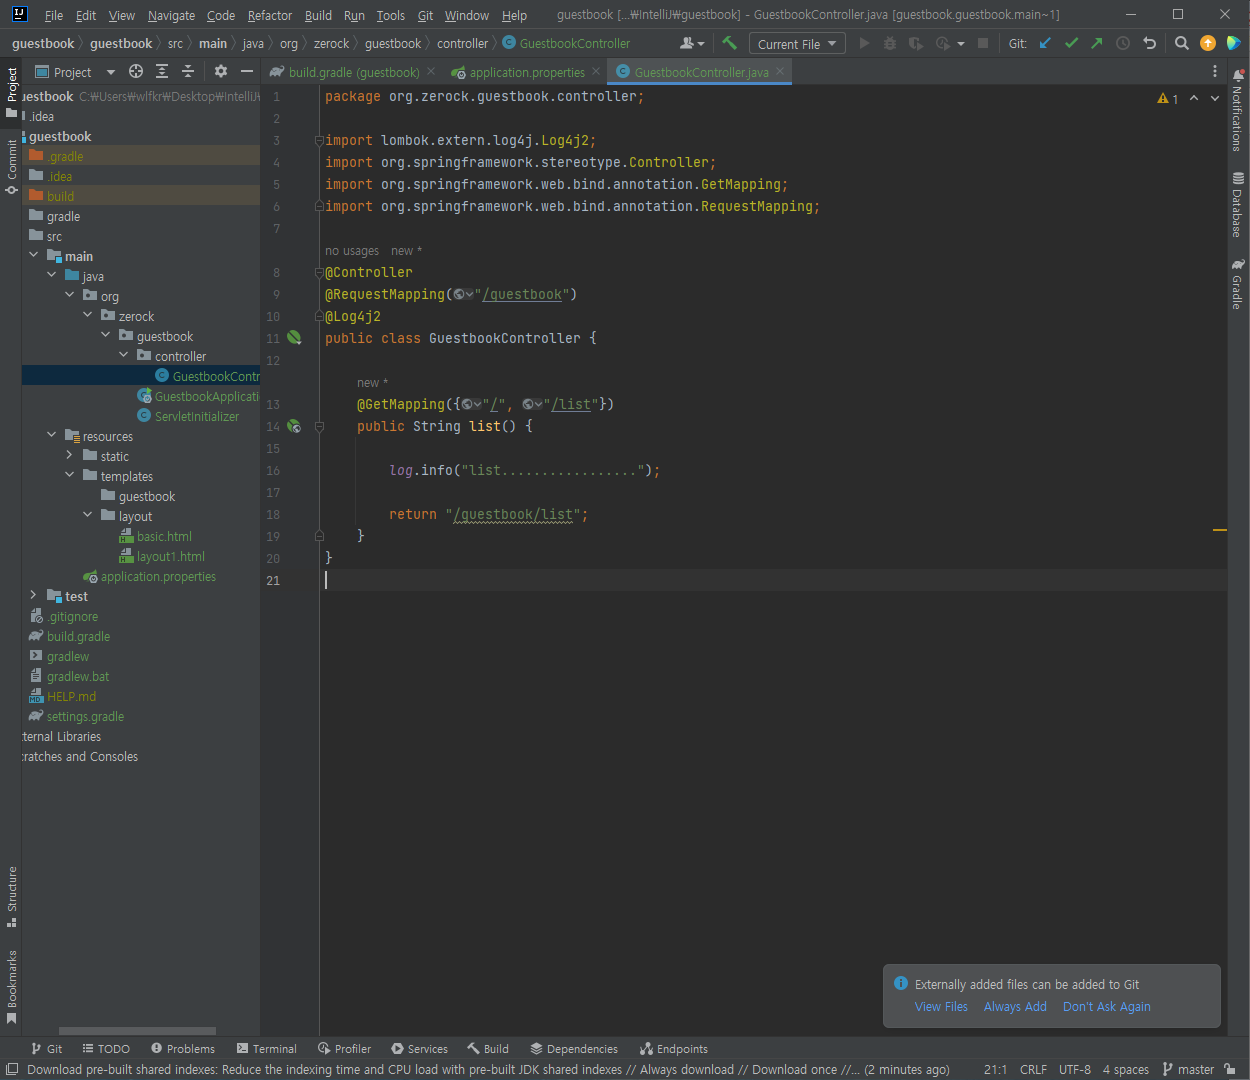 File Edit View Navigate Code Refactor Build Run Tools Git Window Help guestbook [...₩IntelliJ₩guestbook] - GuestbookController.java [guestbook.guestbook.main~1]
guestbook guestbook src main java org zerock guestbook controller GuestbookController Current File Git:
Project build.gradle (guestbook) application.properties GuestbookController.java
Project
Commit
Structure
Bookmarks
uestbook C:₩Users₩wlfkr₩Desktop₩IntelliJ₩
.idea
guestbook
.gradle
.idea
build
gradle
src
main
java
org
zerock
guestbook
controller
GuestbookContr
GuestbookApplicati
ServletInitializer
resources
static
templates
guestbook
layout
basic.html
layout1.html
application.properties
test
.gitignore
build.gradle
gradlew
gradlew.bat
HELP.md
settings.gradle
ternal Libraries
cratches and Consoles
1 package org.zerock.guestbook.controller;
2
3 import lombok.extern.log4j.Log4j2;
4 import org.springframework.stereotype.Controller;
5 import org.springframework.web.bind.annotation.GetMapping;
6 import org.springframework.web.bind.annotation.RequestMapping;
7
no usages new *
8 @Controller
9 @RequestMapping("/guestbook")
10 @Log4j2
11 public class GuestbookController {
12
new *
13 @GetMapping({"/", "/list"})
14 public String list() {
15
16 log.info("list.................");
17
18 return "/guestbook/list";
19 }
20 }
21
1
Notifications
Database
Gradle
Externally added files can be added to Git
View Files Always Add Don't Ask Again
Git TODO Problems Terminal Profiler Services Build Dependencies Endpoints
Download pre-built shared indexes: Reduce the indexing time and CPU load with pre-built JDK shared indexes // Always download // Download once //... (2 minutes ago) 21:1 CRLF UTF-8 4 spaces master